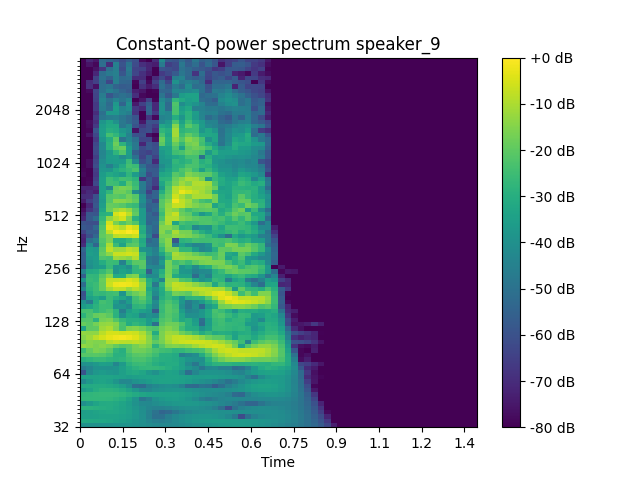 Constant-Q power spectrum speaker_9
Hz
2048
1024
512
256
128
64
32
0 0.15 0.3 0.45 0.6 0.75 0.9 1.1 1.2 1.4
Time
+0 dB
-10 dB
-20 dB
-30 dB
-40 dB
-50 dB
-60 dB
-70 dB
-80 dB